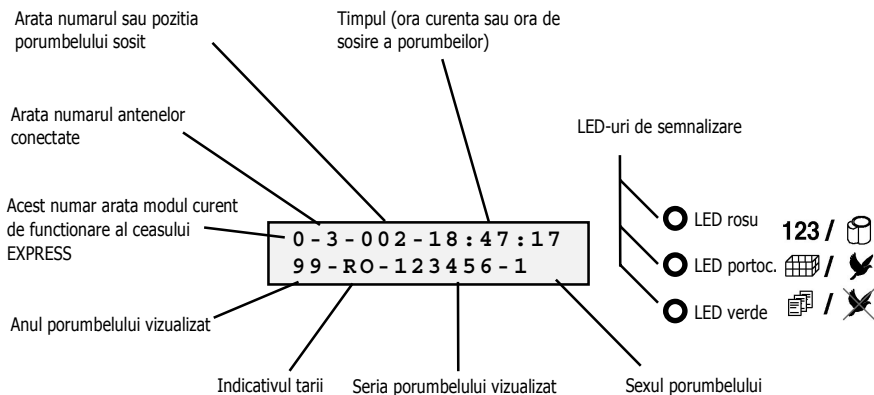 Arata numarul sau pozitia
porumbelului sosit
Timpul (ora curenta sau ora de
sosire a porumbeilor)
Arata numarul antenelor
conectate
LED-uri de semnalizare
Acest numar arata modul curent
de functionare al ceasului
EXPRESS
0-3-002-18:47:17
99-RO-123456-1
LED rosu
123 /
LED portoc.
/
LED verde
/
Anul porumbelului vizualizat
Indicativul tarii
Seria porumbelului vizualizat
Sexul porumbelului